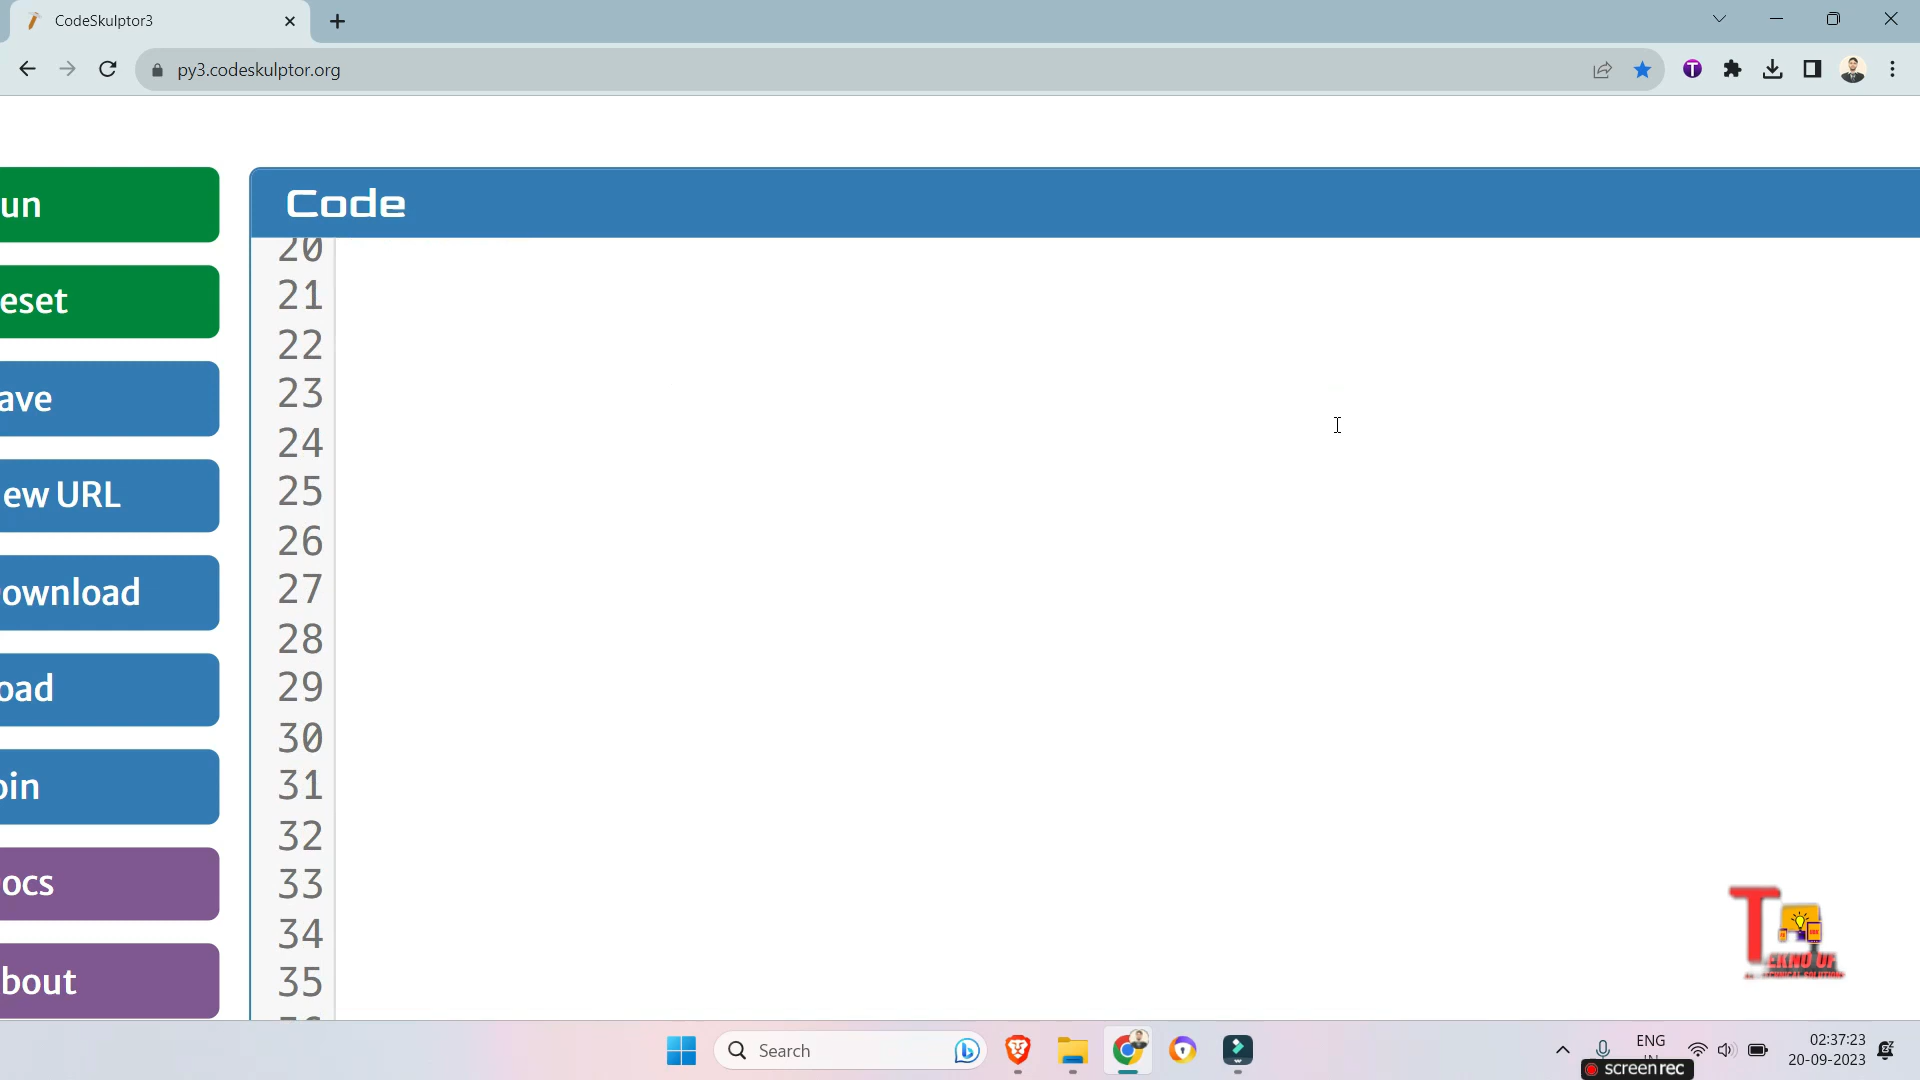 CodeSkulptor3
py3.codeskulptor.org
un
Code
eset
ave
ew URL
ownload
oad
oin
ocs
bout
20
21
22
23
24
25
26
27
28
29
30
31
32
33
34
35
Search
ENG
02:37:23
20-09-2023
screenrec